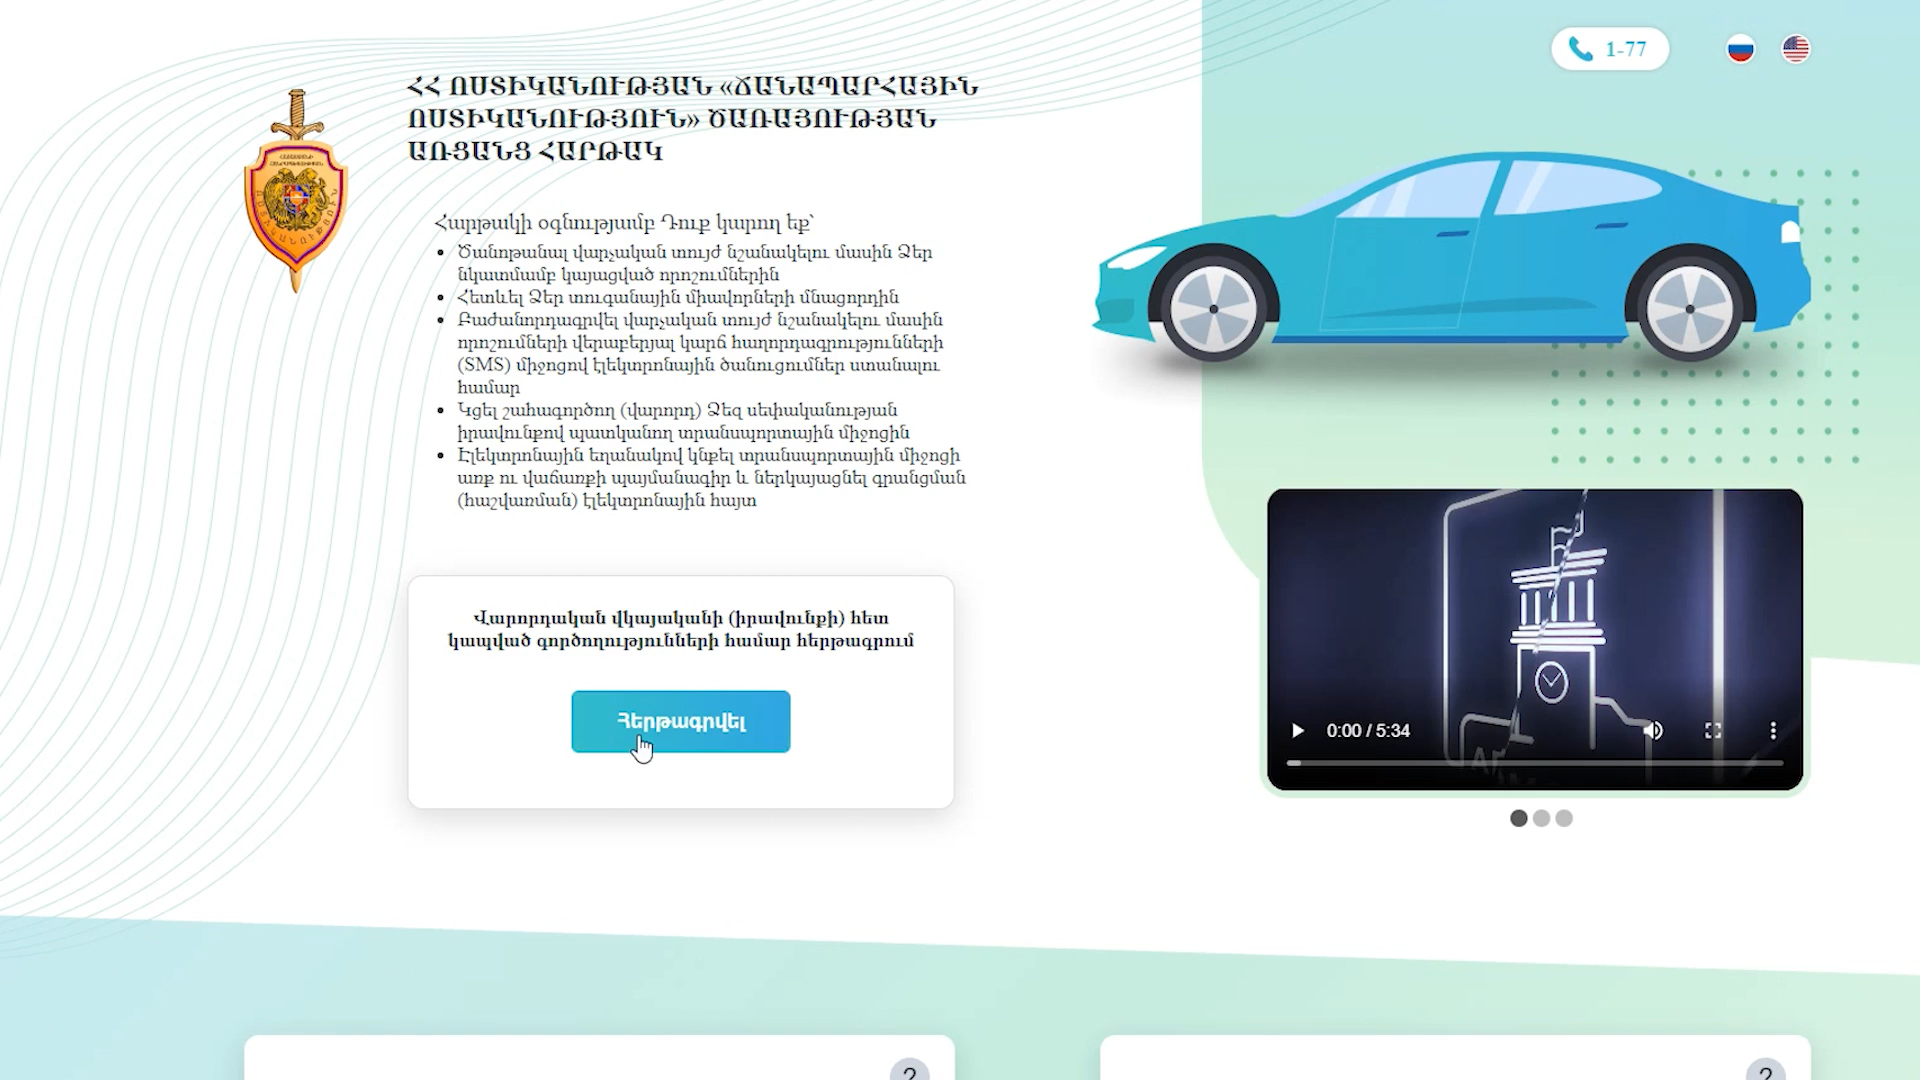 1-77
ՀՀ ՈՍՏԻԿԱՆՈՒԹՅԱՆ «ՃԱՆԱՊԱՐՀԱՅԻՆ
ՈՍՏԻԿԱՆՈՒԹՅՈՒՆ» ԾԱՌԱՅՈՒԹՅԱՆ
ԱՌՑԱՆՑ ՀԱՐԹԱԿ
Հարթակի օգնությամբ Դուք կարող եք՝
Ծանոթանալ վարչական տույժ նշանակելու մասին Ձեր
նկատմամբ կայացված որոշումներին
Հետևել Ձեր տուգանային միավորների մնացորդին
Բաժանորդագրվել վարչական տույժ նշանակելու մասին
որոշումների վերաբերյալ կարճ հաղորդագրությունների
(SMS) միջոցով էլեկտրոնային ծանուցումներ ստանալու
համար
Կցել շահագործող (վարորդ) Ձեզ սեփականության
իրավունքով պատկանող տրանսպորտային միջոցին
Էլեկտրոնային եղանակով կնքել տրանսպորտային միջոցի
առք ու վաճառքի պայմանագիր և ներկայացնել գրանցման
(հաշվառման) էլեկտրոնային հայտ
Վարորդական վկայականի (իրավունքի) հետ
կապված գործողությունների համար հերթագրում
Հերթագրվել
0:00 / 5:34
?
?